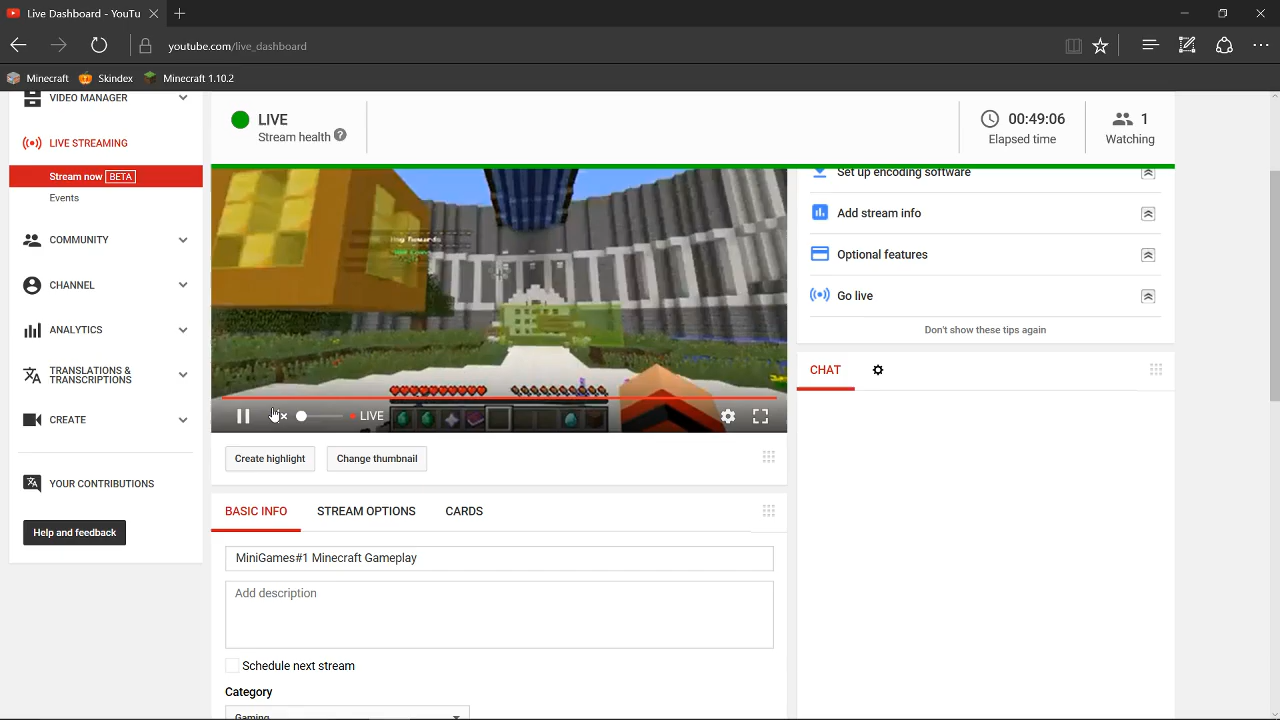 Live Dashboard - YouTu
youtube.com/live_dashboard
Minecraft
Skindex
Minecraft 1.10.2
VIDEO MANAGER
LIVE STREAMING
Stream now BETA
Events
COMMUNITY
CHANNEL
ANALYTICS
TRANSLATIONS &
TRANSCRIPTIONS
CREATE
YOUR CONTRIBUTIONS
Help and feedback
LIVE
Stream health ?
00:49:06
Elapsed time
1
Watching
LIVE
Create highlight
Change thumbnail
BASIC INFO
STREAM OPTIONS
CARDS
MiniGames#1 Minecraft Gameplay
Add description
Schedule next stream
Category
Gaming
Set up encoding software
Add stream info
Optional features
Go live
Don't show these tips again
CHAT